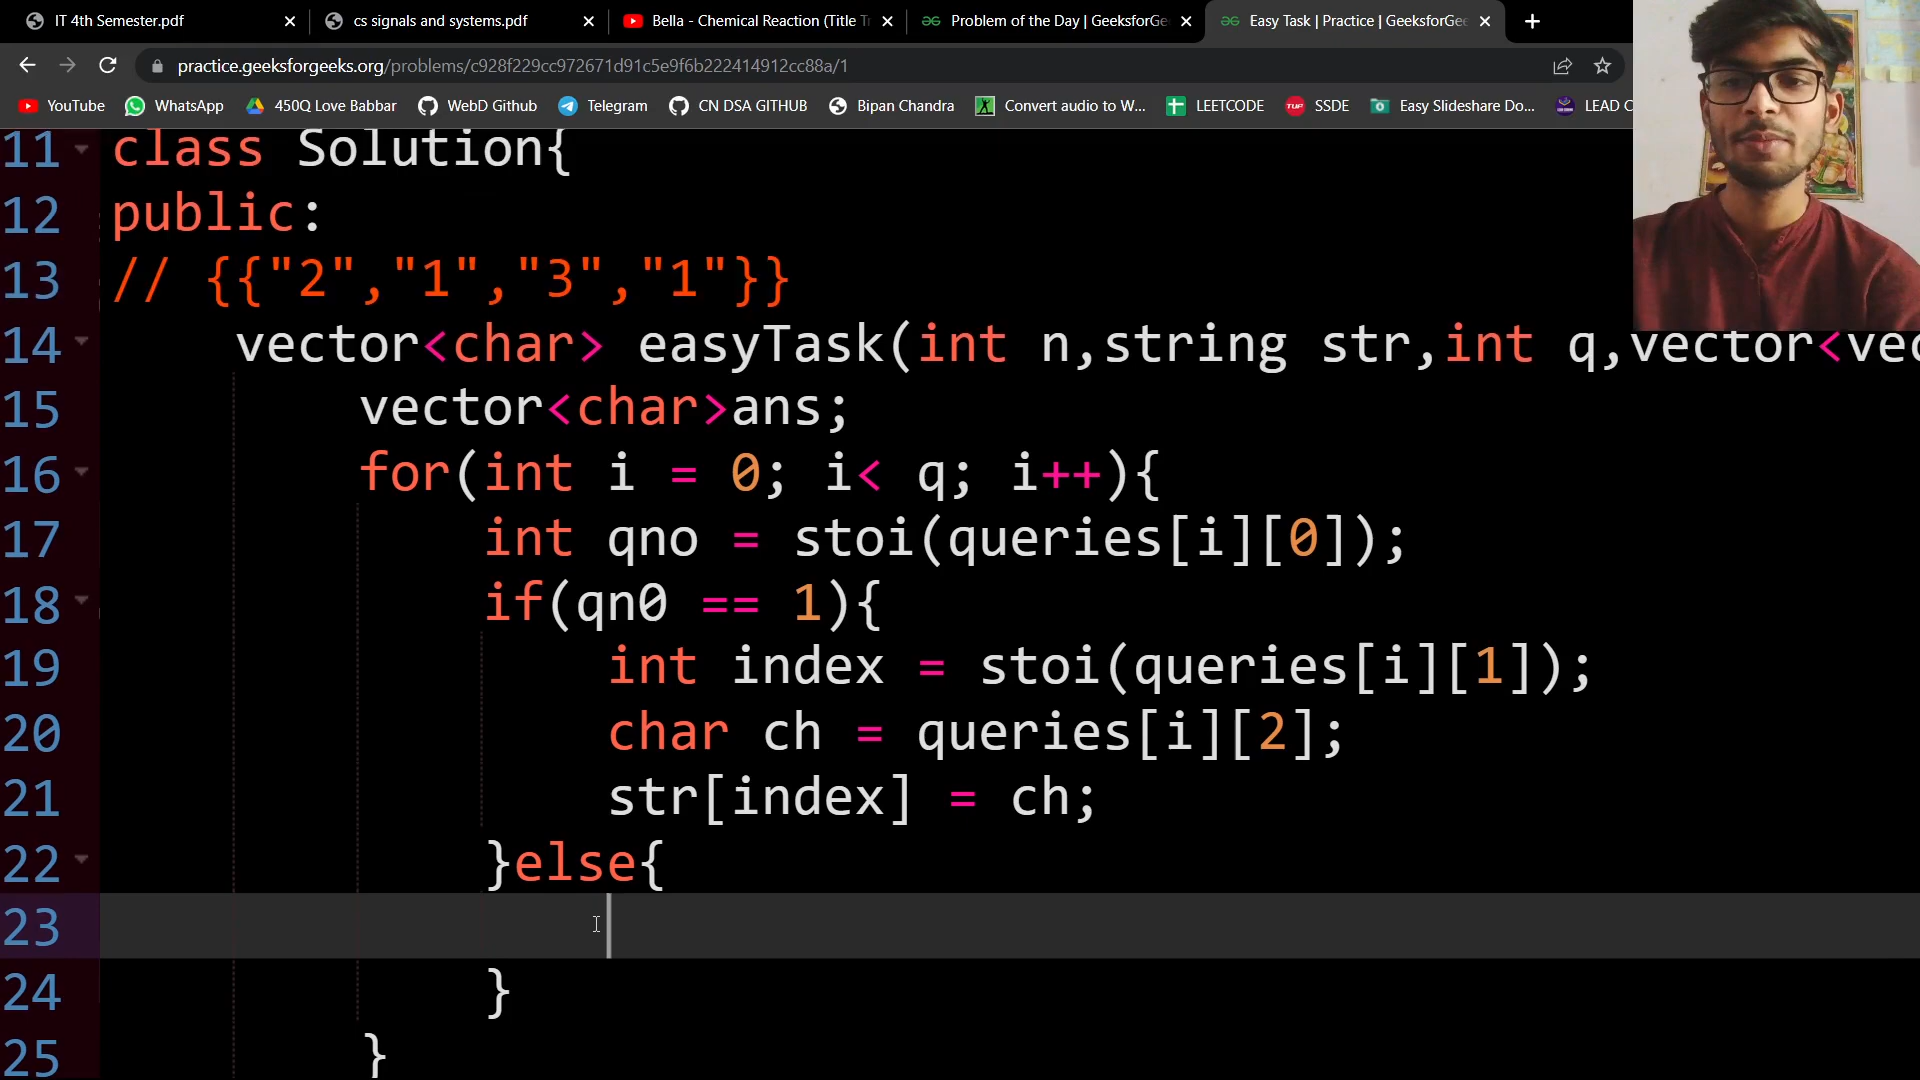 IT 4th Semester.pdf
cs signals and systems.pdf
Bella - Chemical Reaction (Title Tr
Problem of the Day | GeeksforGe
Easy Task | Practice | GeeksforGee
practice.geeksforgeeks.org/problems/c928f229cc972671d91c5e9f6b222414912cc88a/1
YouTube
WhatsApp
450Q Love Babbar
WebD Github
Telegram
CN DSA GITHUB
Bipan Chandra
Convert audio to W...
LEETCODE
TUF
SSDE
Easy Slideshare Do...
LEAD C
11 class Solution{
12 public:
13 // {{"2","1","3","1"}}
14 vector<char> easyTask(int n,string str,int q,vector<vec
15 vector<char>ans;
16 for(int i = 0; i< q; i++){
17 int qno = stoi(queries[i][0]);
18 if(qn0 == 1){
19 int index = stoi(queries[i][1]);
20 char ch = queries[i][2];
21 str[index] = ch;
22 }else{
23
24 }
25 }